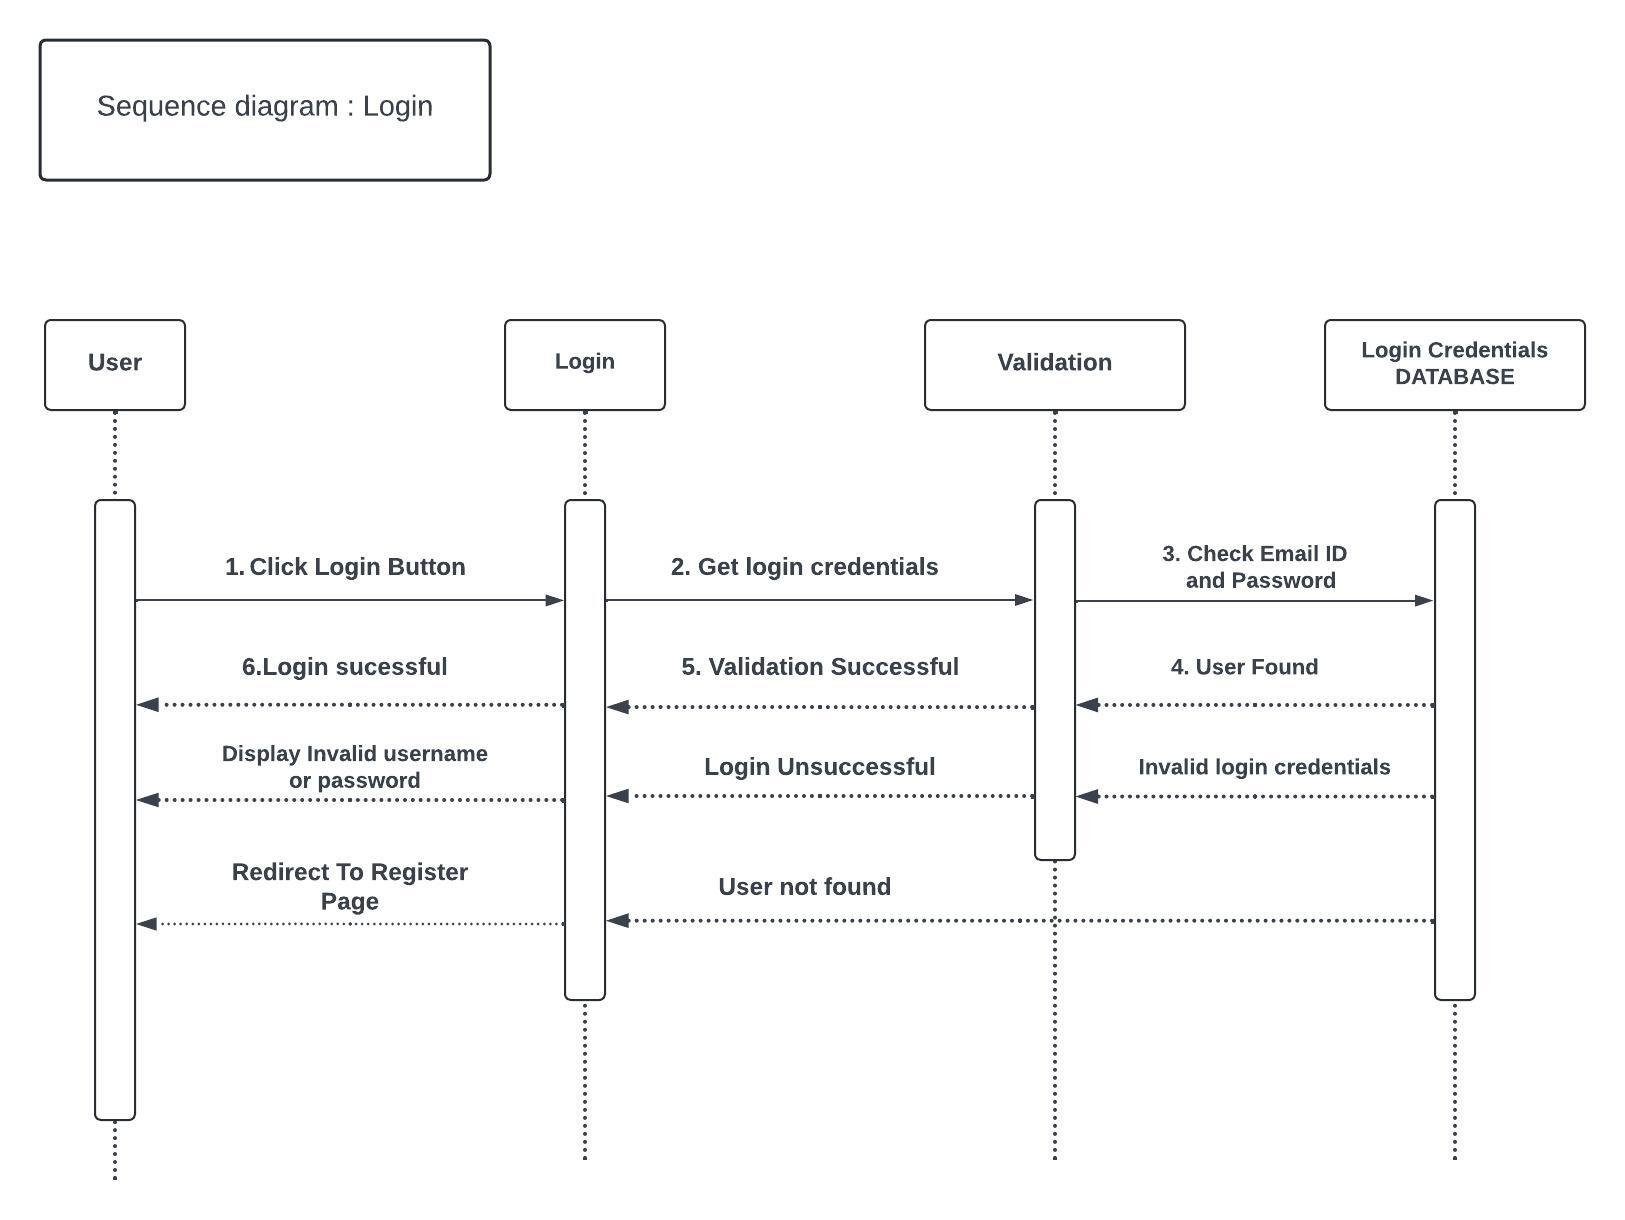 Sequence diagram : Login
User
Login
Validation
Login Credentials
DATABASE
1. Click Login Button
2. Get login credentials
3. Check Email ID
and Password
6.Login sucessful
5. Validation Successful
4. User Found
Display Invalid username
or password
Login Unsuccessful
Invalid login credentials
Redirect To Register
Page
User not found